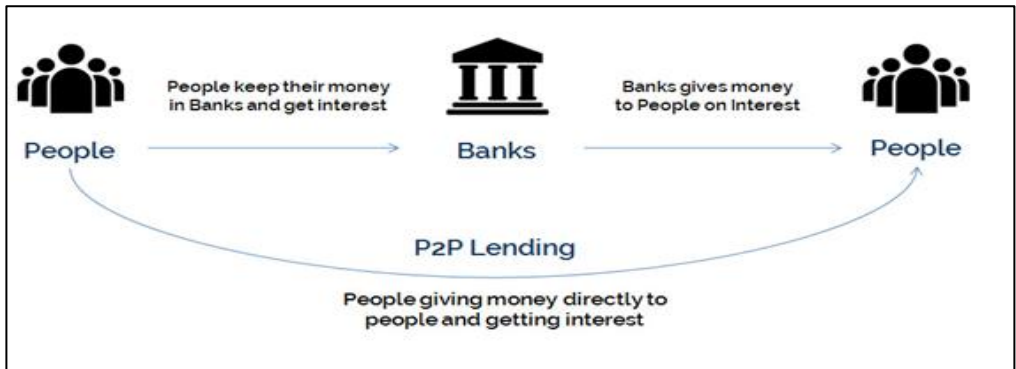 People keep their money
in Banks and get interest
Banks gives money
to People on Interest
People
Banks
People
P2P Lending
People giving money directly to
people and getting interest